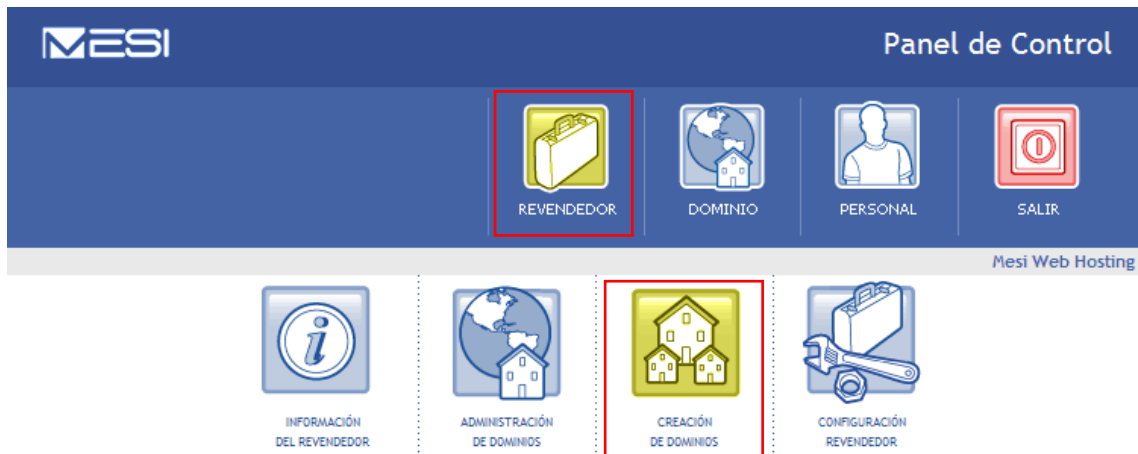 MESI
Panel de Control
REVENDEDOR
DOMINIO
PERSONAL
SALIR
Mesi Web Hosting
INFORMACIÓN
DEL REVENDEDOR
ADMINISTRACIÓN
DE DOMINIOS
CREACIÓN
DE DOMINIOS
CONFIGURACIÓN
REVENDEDOR